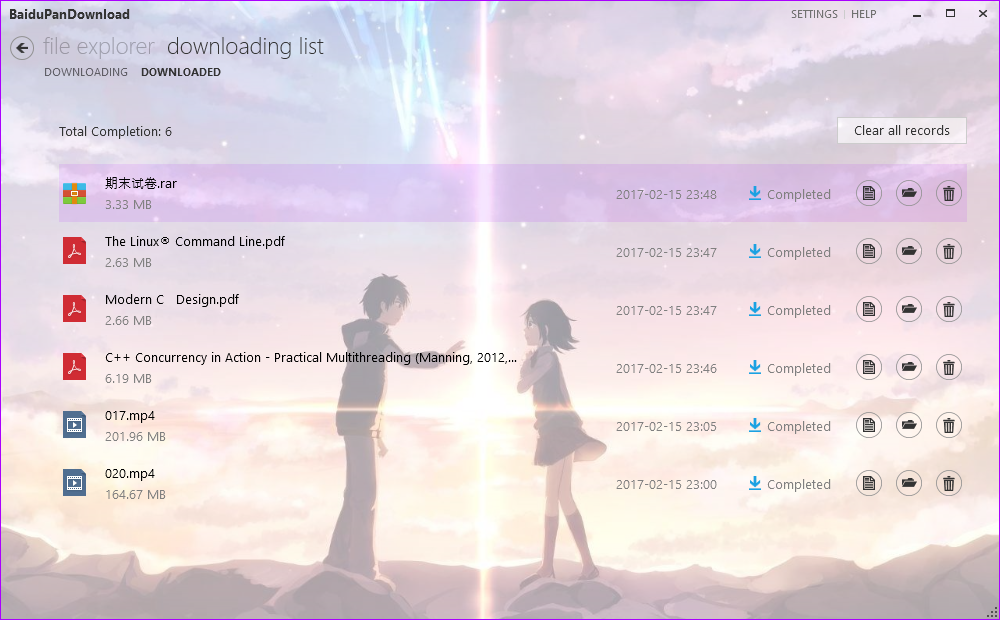 BaiduPanDownload
SETTINGS HELP
file explorer downloading list
DOWNLOADING DOWNLOADED
Total Completion: 6
Clear all records
期末试卷.rar
3.33 MB
2017-02-15 23:48 Completed
The Linux® Command Line.pdf
2.63 MB
2017-02-15 23:47 Completed
Modern C Design.pdf
2.66 MB
2017-02-15 23:47 Completed
C++ Concurrency in Action - Practical Multithreading (Manning, 2012,...
6.19 MB
2017-02-15 23:46 Completed
017.mp4
201.96 MB
2017-02-15 23:05 Completed
020.mp4
164.67 MB
2017-02-15 23:00 Completed